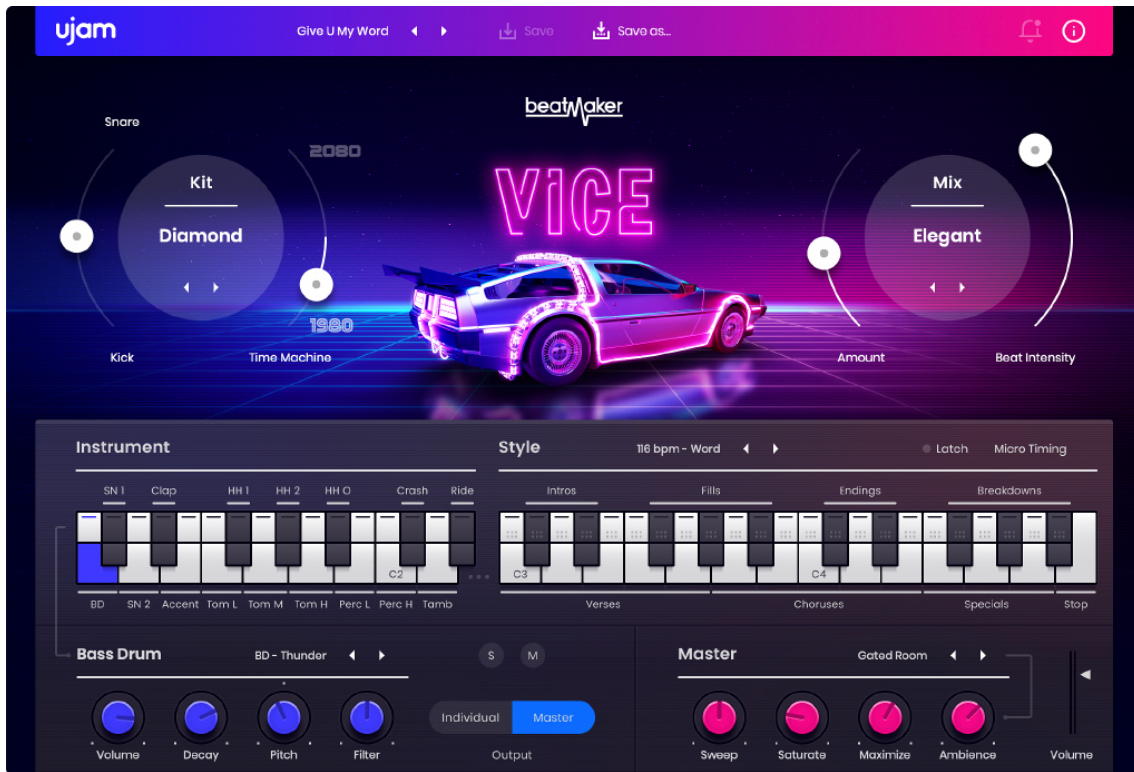 ujam
Give U My Word
Save
Save as...
beatMaker
VICE
Snare
2080
Kit
Diamond
1980
Kick
Time Machine
Mix
Elegant
Amount
Beat Intensity
Instrument
Style
116 bpm - Word
Latch
Micro Timing
SN 1
Clap
HH 1
HH 2
HH O
Crash
Ride
Intros
Fills
Endings
Breakdowns
C2
C3
C4
BD
SN 2
Accent
Tom L
Tom M
Tom H
Perc L
Perc H
Tamb
Verses
Choruses
Specials
Stop
Bass Drum
BD - Thunder
S
M
Master
Gated Room
Individual
Master
Volume
Decay
Pitch
Filter
Output
Sweep
Saturate
Maximize
Ambience
Volume